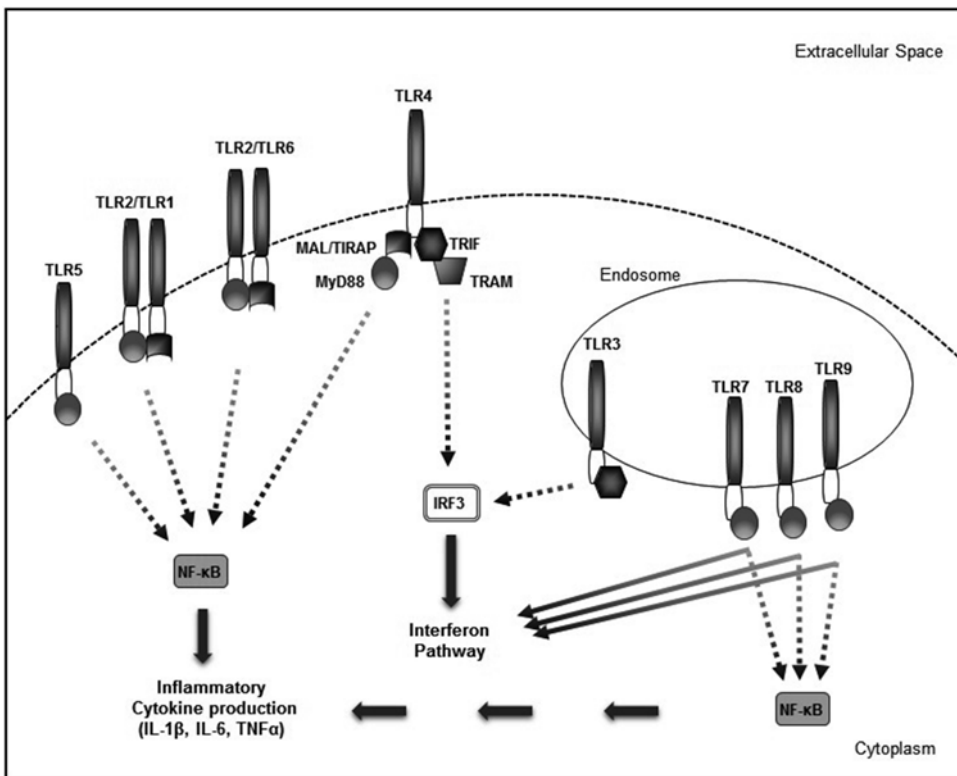 Extracellular Space
TLR4
TLR2/TLR6
TLR2/TLR1
MAL/TIRAP
TRIF
TLR5
MyD88
TRAM
Endosome
TLR3
TLR9
TLR7
TLR8
IRF3
NF-κB
Interferon
Pathway
Inflammatory
Cytokine production
(IL-1β, IL-6, TNFα)
NF-κB
Cytoplasm